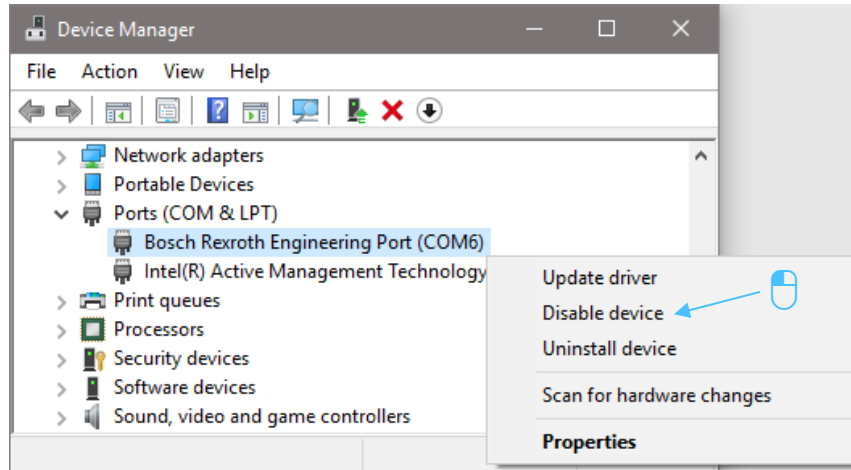 Device Manager
File Action View Help
Network adapters
Portable Devices
Ports (COM & LPT)
Bosch Rexroth Engineering Port (COM6)
Intel(R) Active Management Technology
Print queues
Processors
Security devices
Software devices
Sound, video and game controllers
Update driver
Disable device
Uninstall device
Scan for hardware changes
Properties